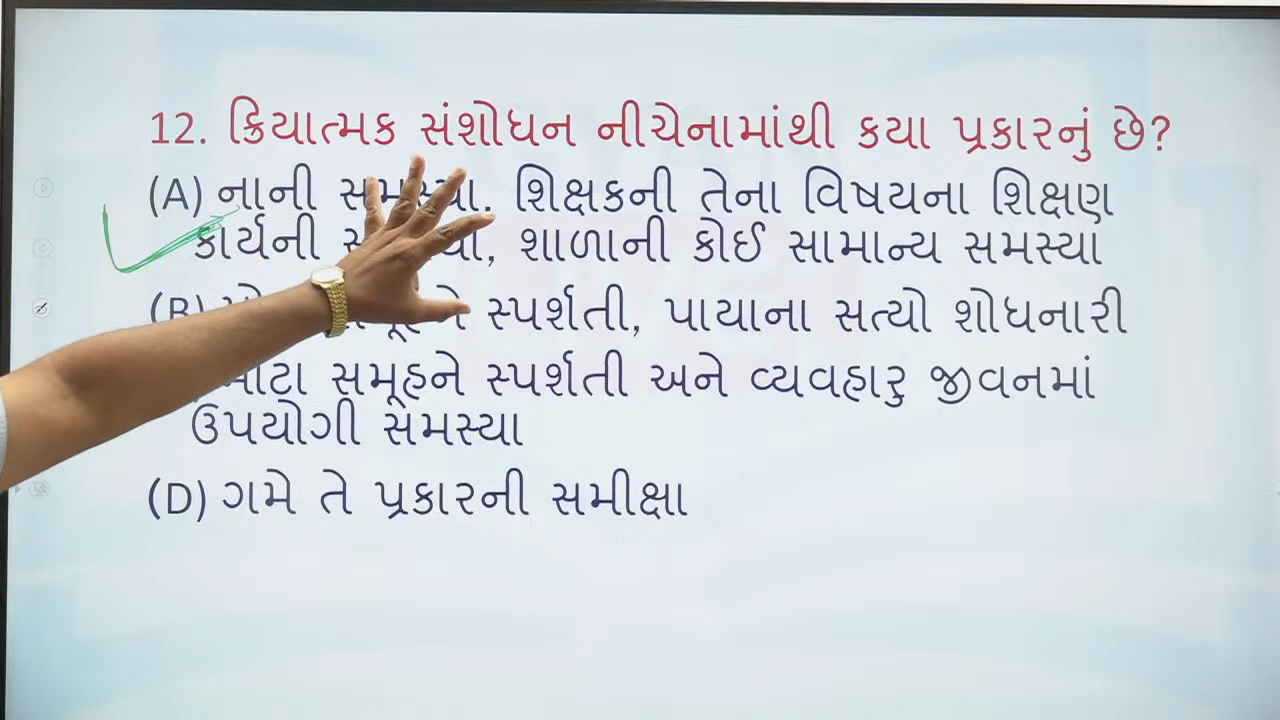 12. ક્રિયાત્મક સંશોધન નીચેનામાંથી કયા પ્રકારનું છે?
(A) નાની સમસ્યા. શિક્ષકની તેના વિષયના શિક્ષણ
કાર્યની શાળાની કોઈ સામાન્ય સમસ્યા
(B) સ્પર્શતી, પાયાના સત્યો શોધનારી
મોટા સમૂહને સ્પર્શતી અને વ્યવહારુ જીવનમાં
ઉપયોગી સમસ્યા
(D) ગમે તે પ્રકારની સમીક્ષા